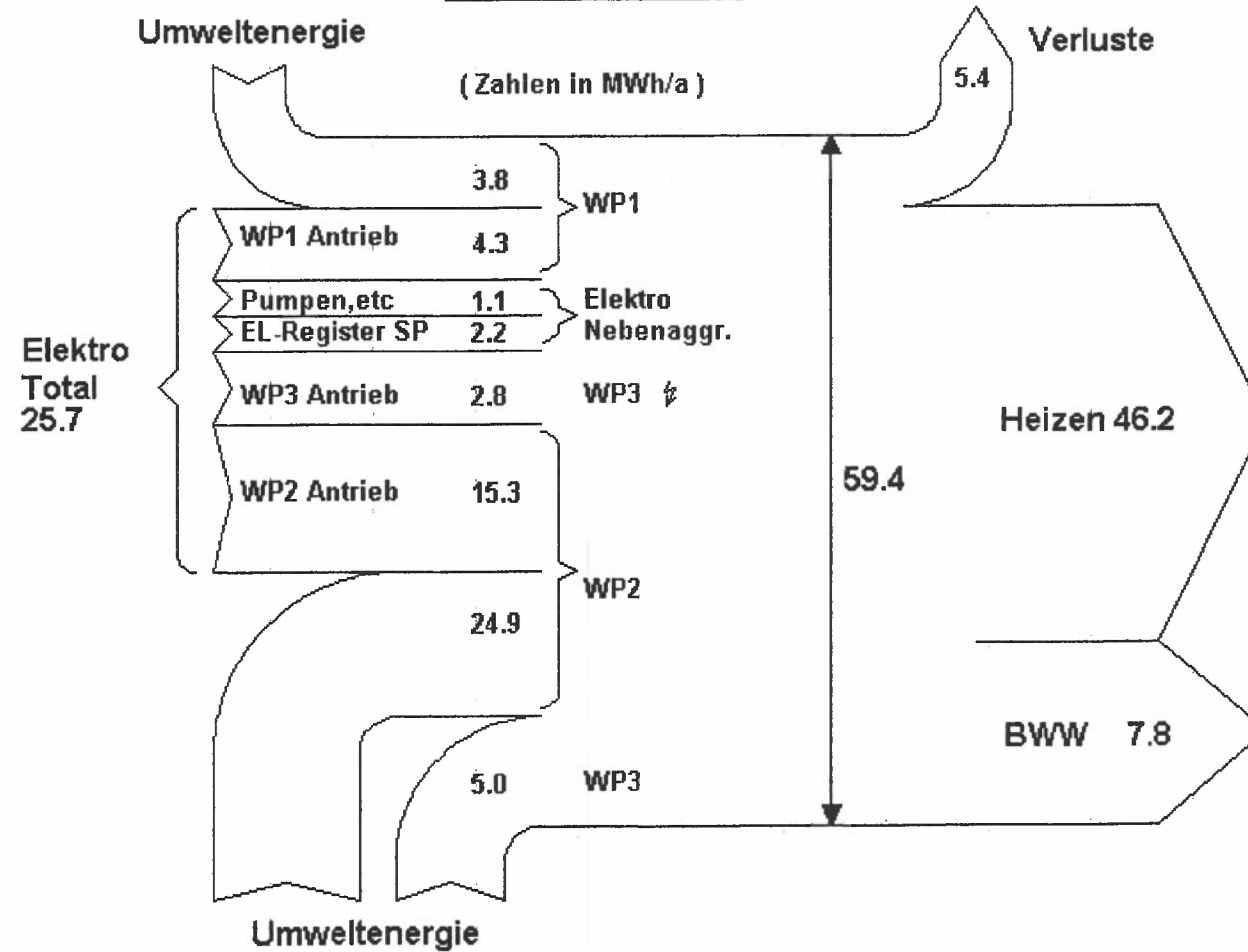 Umweltenergie
Verluste
( Zahlen in MWh/a )
5.4
3.8
WP1
WP1 Antrieb 4.3
Pumpen,etc 1.1
EL-Register SP 2.2
Elektro
Nebenaggr.
Elektro
Total
25.7
WP3 Antrieb 2.8
WP3
Heizen 46.2
WP2 Antrieb 15.3
59.4
WP2
24.9
BWW 7.8
5.0
WP3
Umweltenergie